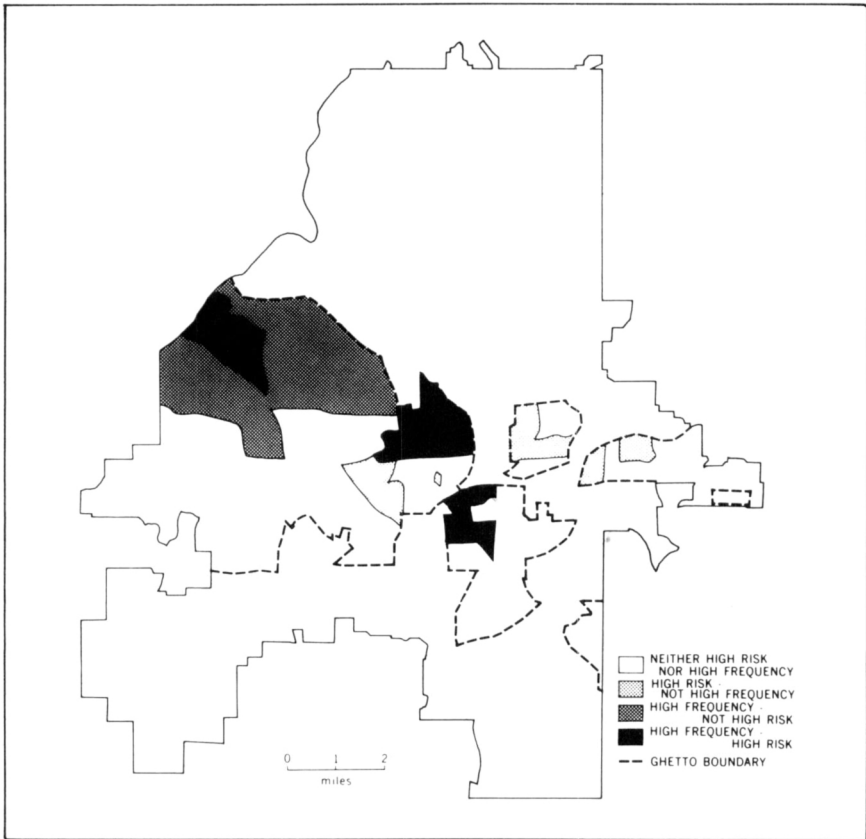 NEITHER HIGH RISK
NOR HIGH FREQUENCY
HIGH RISK -
NOT HIGH FREQUENCY
HIGH FREQUENCY -
NOT HIGH RISK
HIGH FREQUENCY -
HIGH RISK
GHETTO BOUNDARY
0 1 2
miles